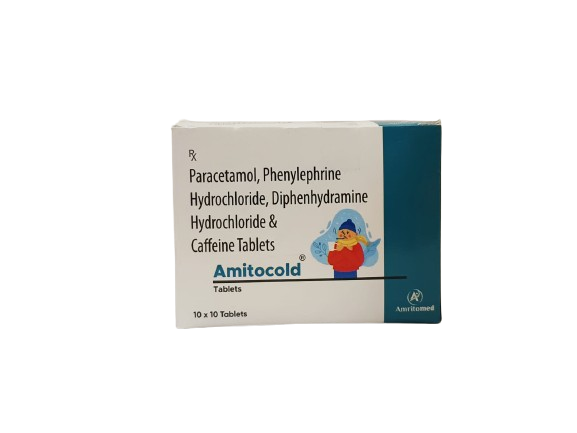 Rx
Paracetamol, Phenylephrine
Hydrochloride, Diphenhydramine
Hydrochloride &
Caffeine Tablets
Amitocold®
Tablets
10 x 10 Tablets
Amritumed